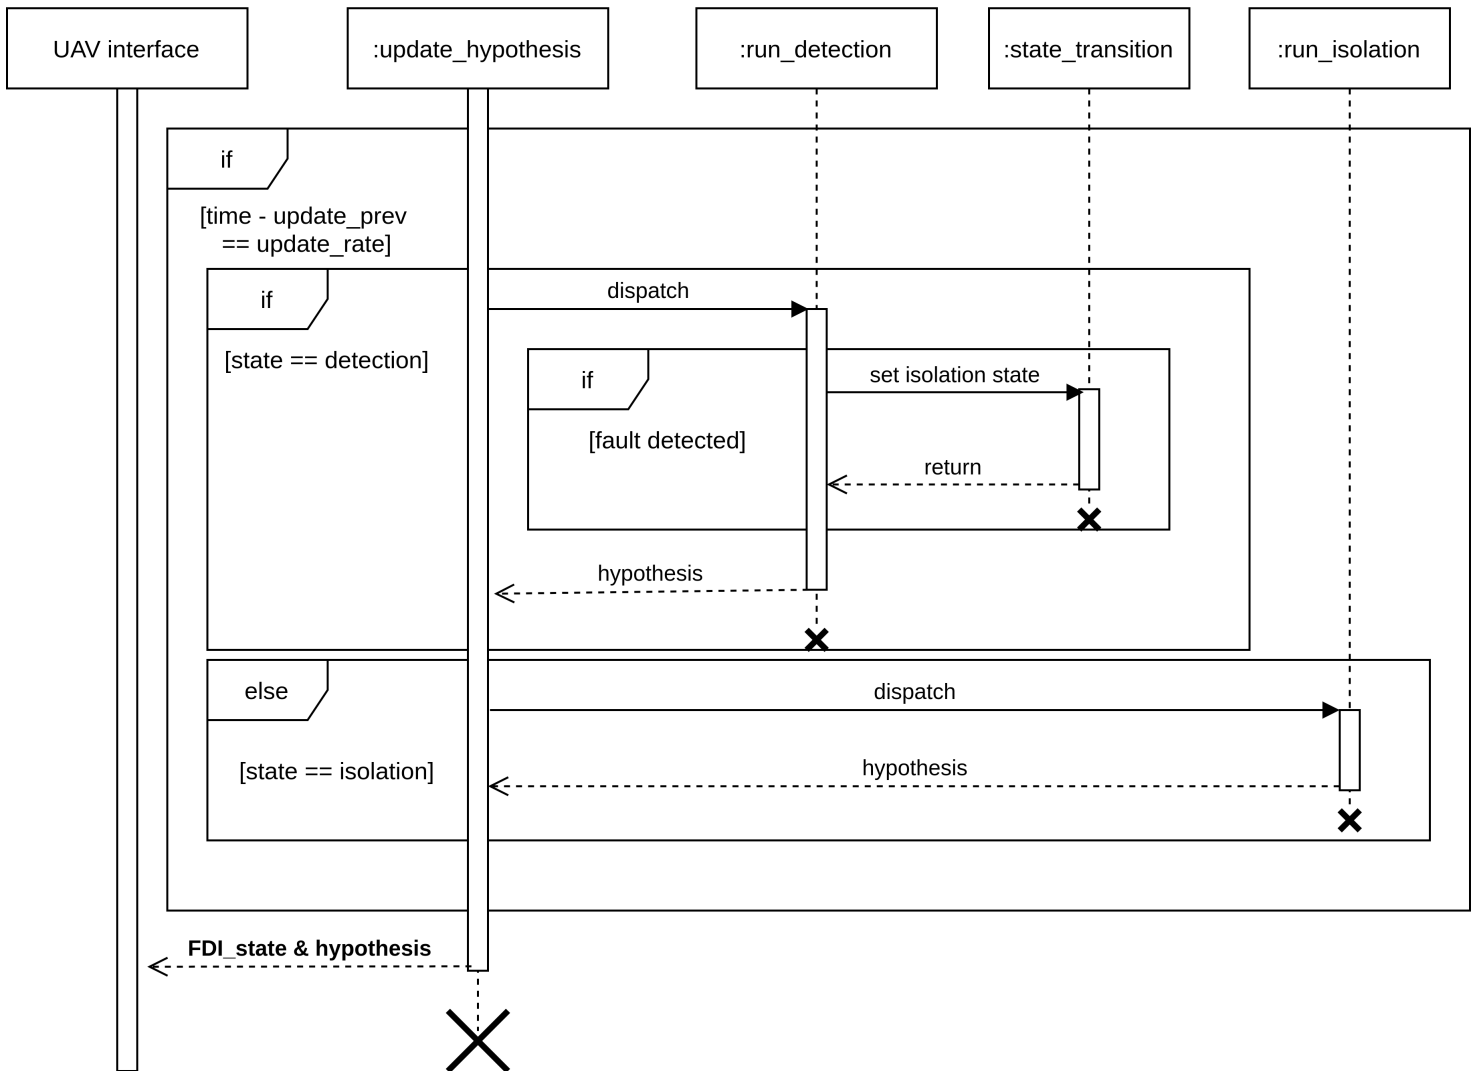 UAV interface
:update_hypothesis
:run_detection
:state_transition
:run_isolation
if
[time - update_prev
== update_rate]
if
dispatch
[state == detection]
if
set isolation state
[fault detected]
return
hypothesis
else
dispatch
[state == isolation]
hypothesis
FDI_state & hypothesis